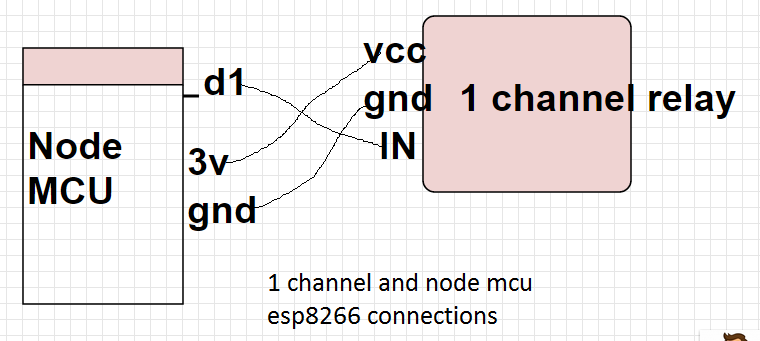 vcc
_d1
gnd 1 channel relay
Node
MCU
IN
3v
gnd
1 channel and node mcu
esp8266 connections